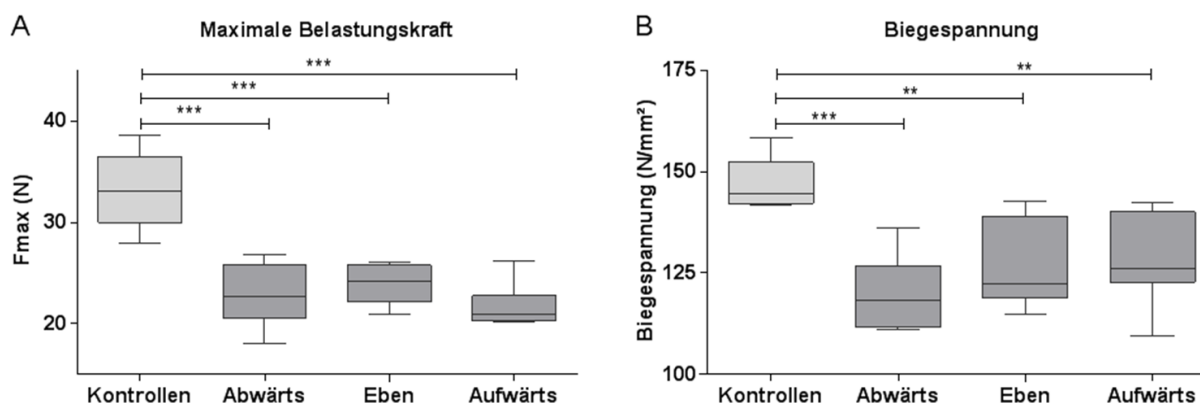 A
Maximale Belastungskraft
***
***
***
Fmax (N)
40
30
20
Kontrollen
Abwärts
Eben
Aufwärts
B
Biegespannung
**
**
***
Biegespannung (N/mm²)
175
150
125
100
Kontrollen
Abwärts
Eben
Aufwärts